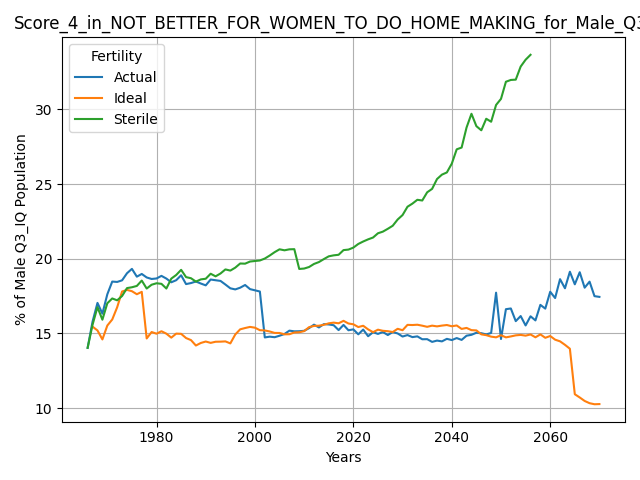 Score_4_in_NOT_BETTER_FOR_WOMEN_TO_DO_HOME_MAKING_for_Male_Q3
Fertility
Actual
Ideal
Sterile
% of Male Q3_IQ Population
30
25
20
15
10
1980
2000
2020
2040
2060
Years